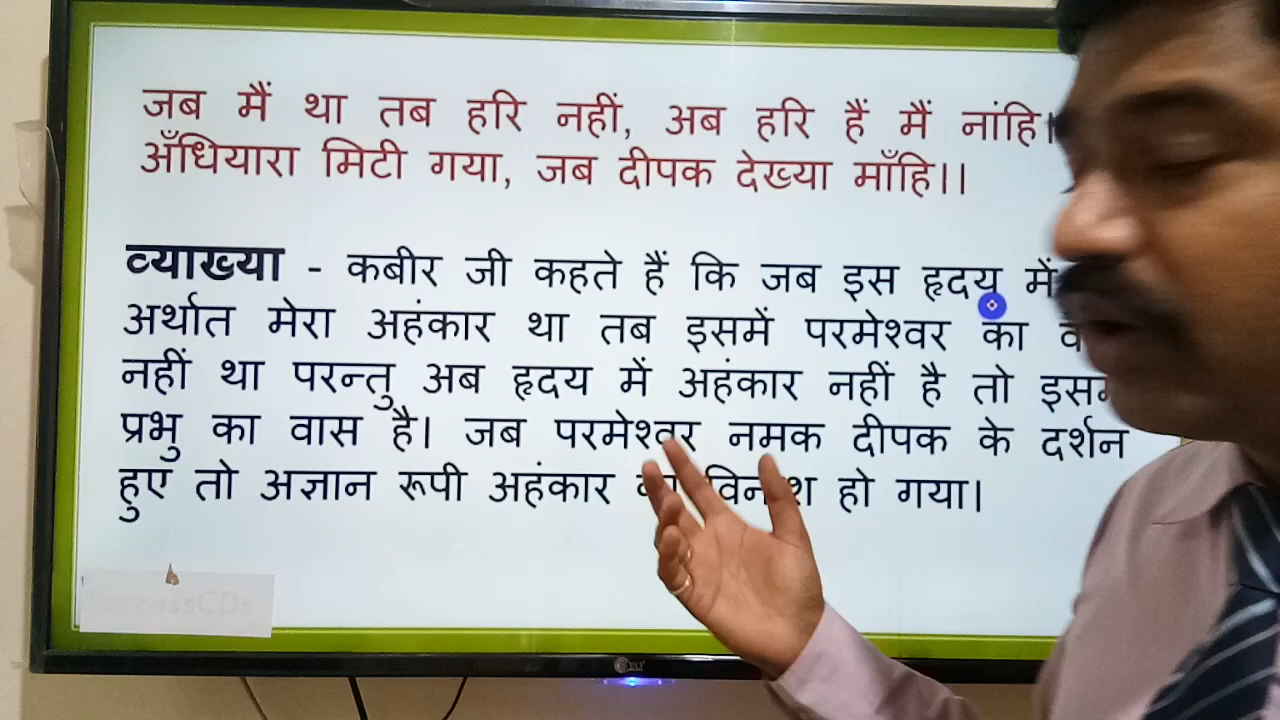 जब मैं था तब हरि नहीं, अब हरि हैं मैं नांहि।
अँधियारा मिटी गया, जब दीपक देख्या माँहि।।
व्याख्या - कबीर जी कहते हैं कि जब इस हृदय में
अर्थात मेरा अहंकार था तब इसमें परमेश्वर का
नहीं था परन्तु अब हृदय में अहंकार नहीं है तो
प्रभु का वास है। जब परमेश्वर नमक दीपक के दर्शन
हुए तो अज्ञान रूपी अहंकार हो गया।
SuccessCDs